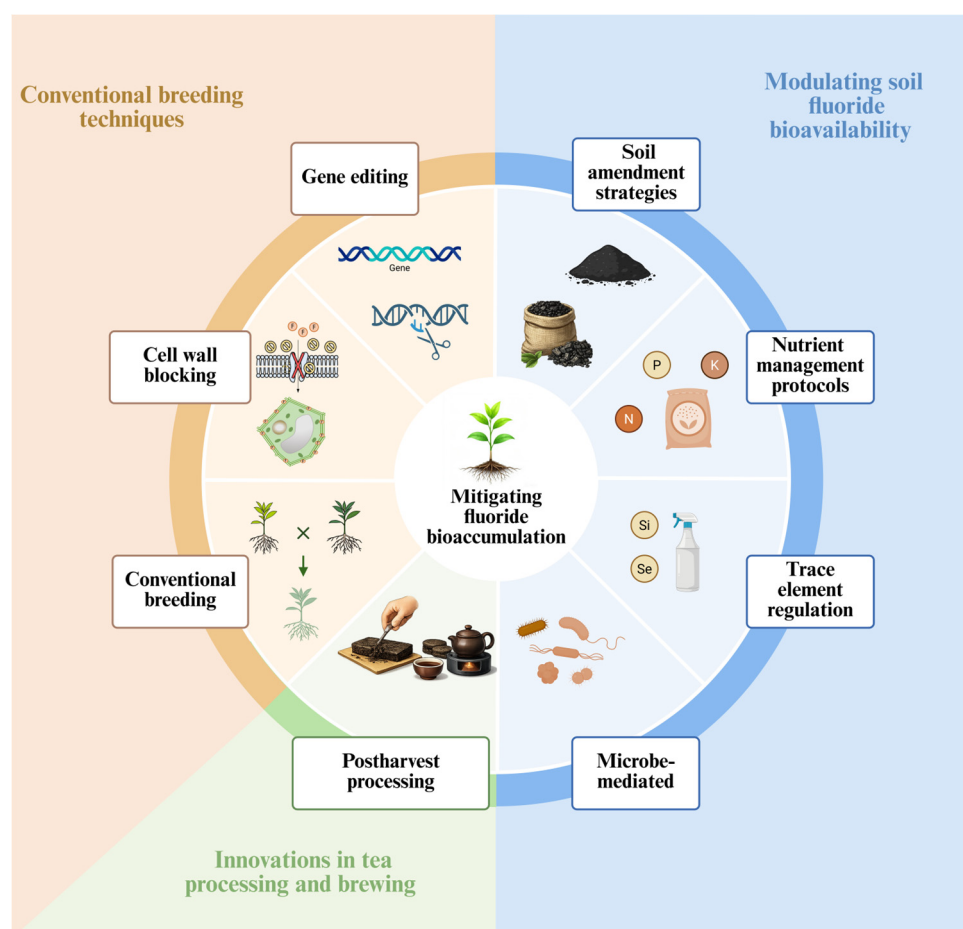 Conventional breeding
techniques
Modulating soil
fluoride
bioavailability
Gene editing
Soil
amendment
strategies
Gene
Cell wall
blocking
F F F
Nutrient
management
protocols
P
K
N
Mitigating
fluoride
bioaccumulation
Conventional
breeding
Si
Se
Trace
element
regulation
Postharvest
processing
Microbe-
mediated
Innovations in tea
processing and brewing